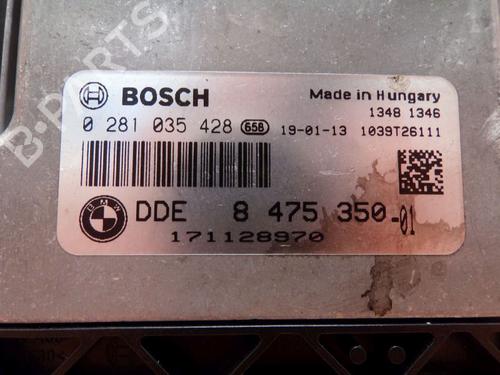 B-PARTS
BOSCH
Made in Hungary
1348 1346
0 281 035 428 658
19-01-13 1039T26111
BMW
DDE 8 475 350-01
171128970